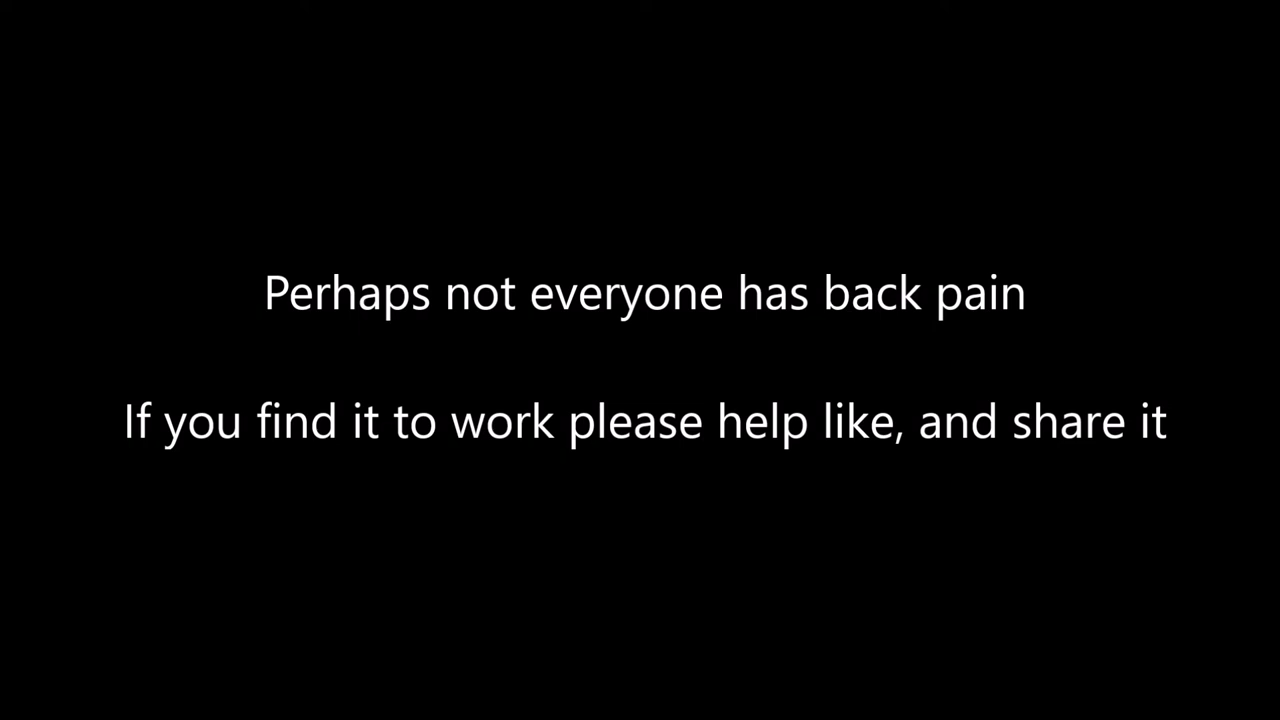 Perhaps not everyone has back pain
If you find it to work please help like, and share it